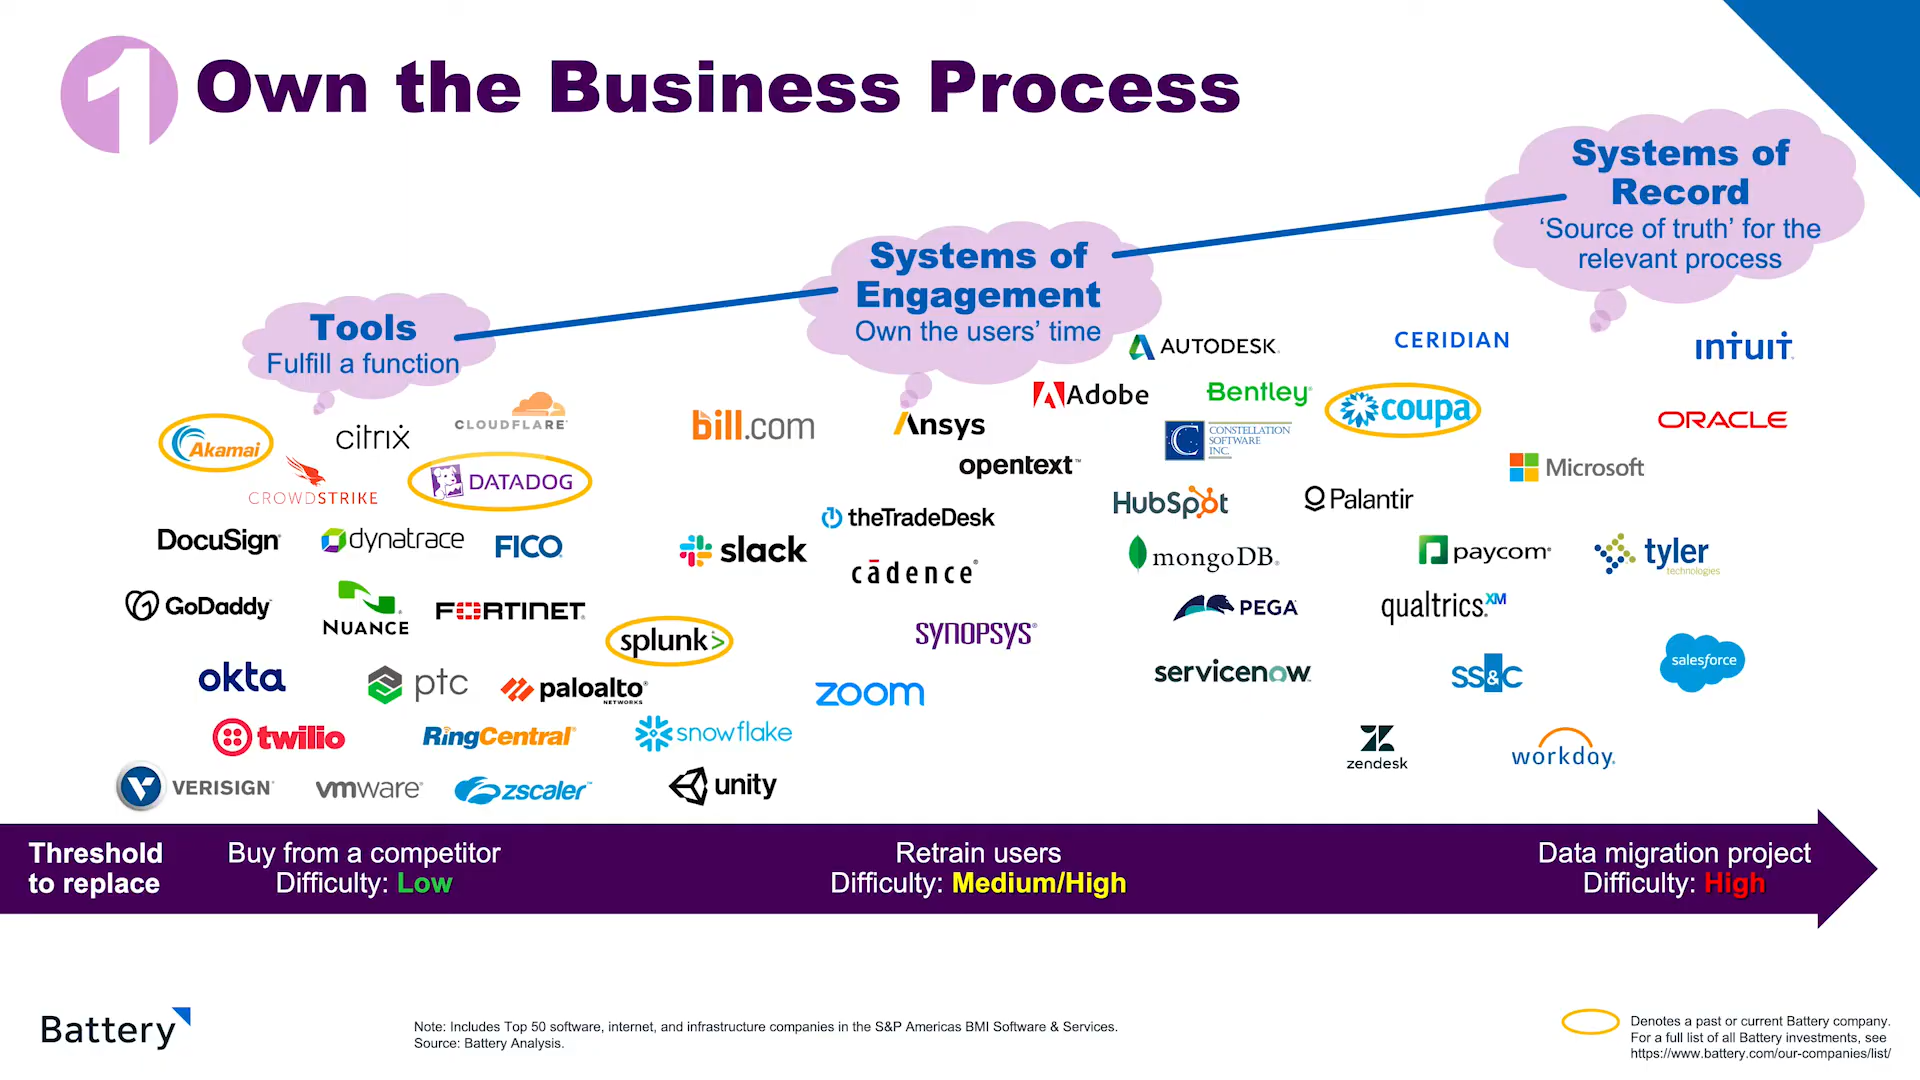 1 Own the Business Process
Systems of
Record
‘Source of truth’ for the
relevant process
Systems of
Engagement
Own the users’ time
Tools
Fulfill a function
AUTODESK
CERIDIAN
intuit
Adobe
Bentley
coupa
ORACLE
Akamai
citrix
CLOUDFLARE
bill.com
Ansys
CONSTELLATION
SOFTWARE
INC.
opentext™
Microsoft
CROWDSTRIKE
DATADOG
HubSpot
Palantir
theTradeDesk
DocuSign
dynatrace
FICO
slack
cādence®
mongoDB®
paycom®
tyler
technologies
GoDaddy
NUANCE
FORTINET
splunk>
SYNOPSYS®
PEGA
qualtrics.XM
okta
ptc
paloalto®
NETWORKS
zoom
servicenow
SS&C
salesforce
twilio
RingCentral®
snowflake
zendesk
workday.
VERISIGN
vmware®
zscaler™
unity
Threshold
to replace
Buy from a competitor
Difficulty: Low
Retrain users
Difficulty: Medium/High
Data migration project
Difficulty: High
Battery
Note: Includes Top 50 software, internet, and infrastructure companies in the S&P Americas BMI Software & Services.
Source: Battery Analysis.
Denotes a past or current Battery company.
For a full list of all Battery investments, see
https://www.battery.com/our-companies/list/